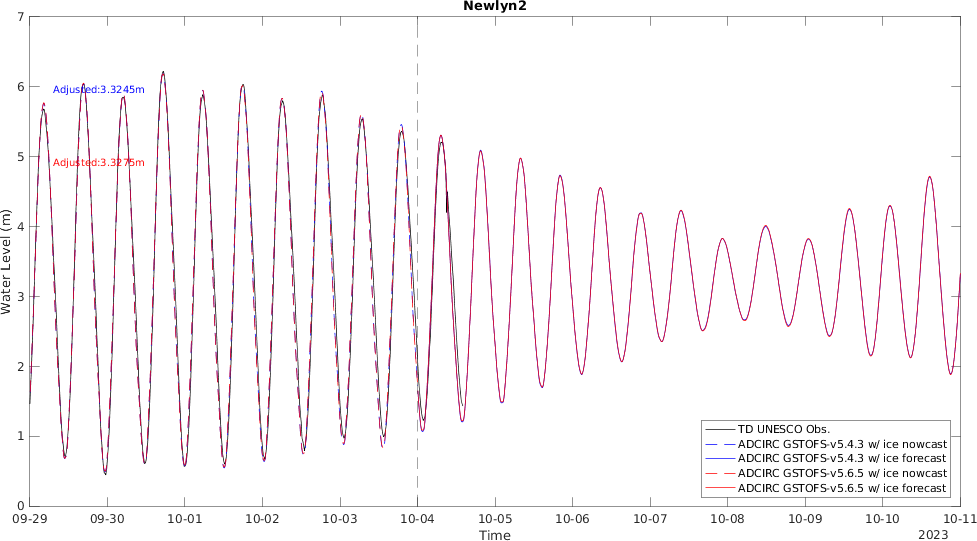 Newlyn2
7
6
5
4
3
2
1
0
Water Level (m)
Adjusted:3.3245m
Adjusted:3.3275m
TD UNESCO Obs.
ADCIRC GSTOFS-v5.4.3 w/ ice nowcast
ADCIRC GSTOFS-v5.4.3 w/ ice forecast
ADCIRC GSTOFS-v5.6.5 w/ ice nowcast
ADCIRC GSTOFS-v5.6.5 w/ ice forecast
09-29 09-30 10-01 10-02 10-03 10-04 10-05 10-06 10-07 10-08 10-09 10-10 10-11
Time
2023